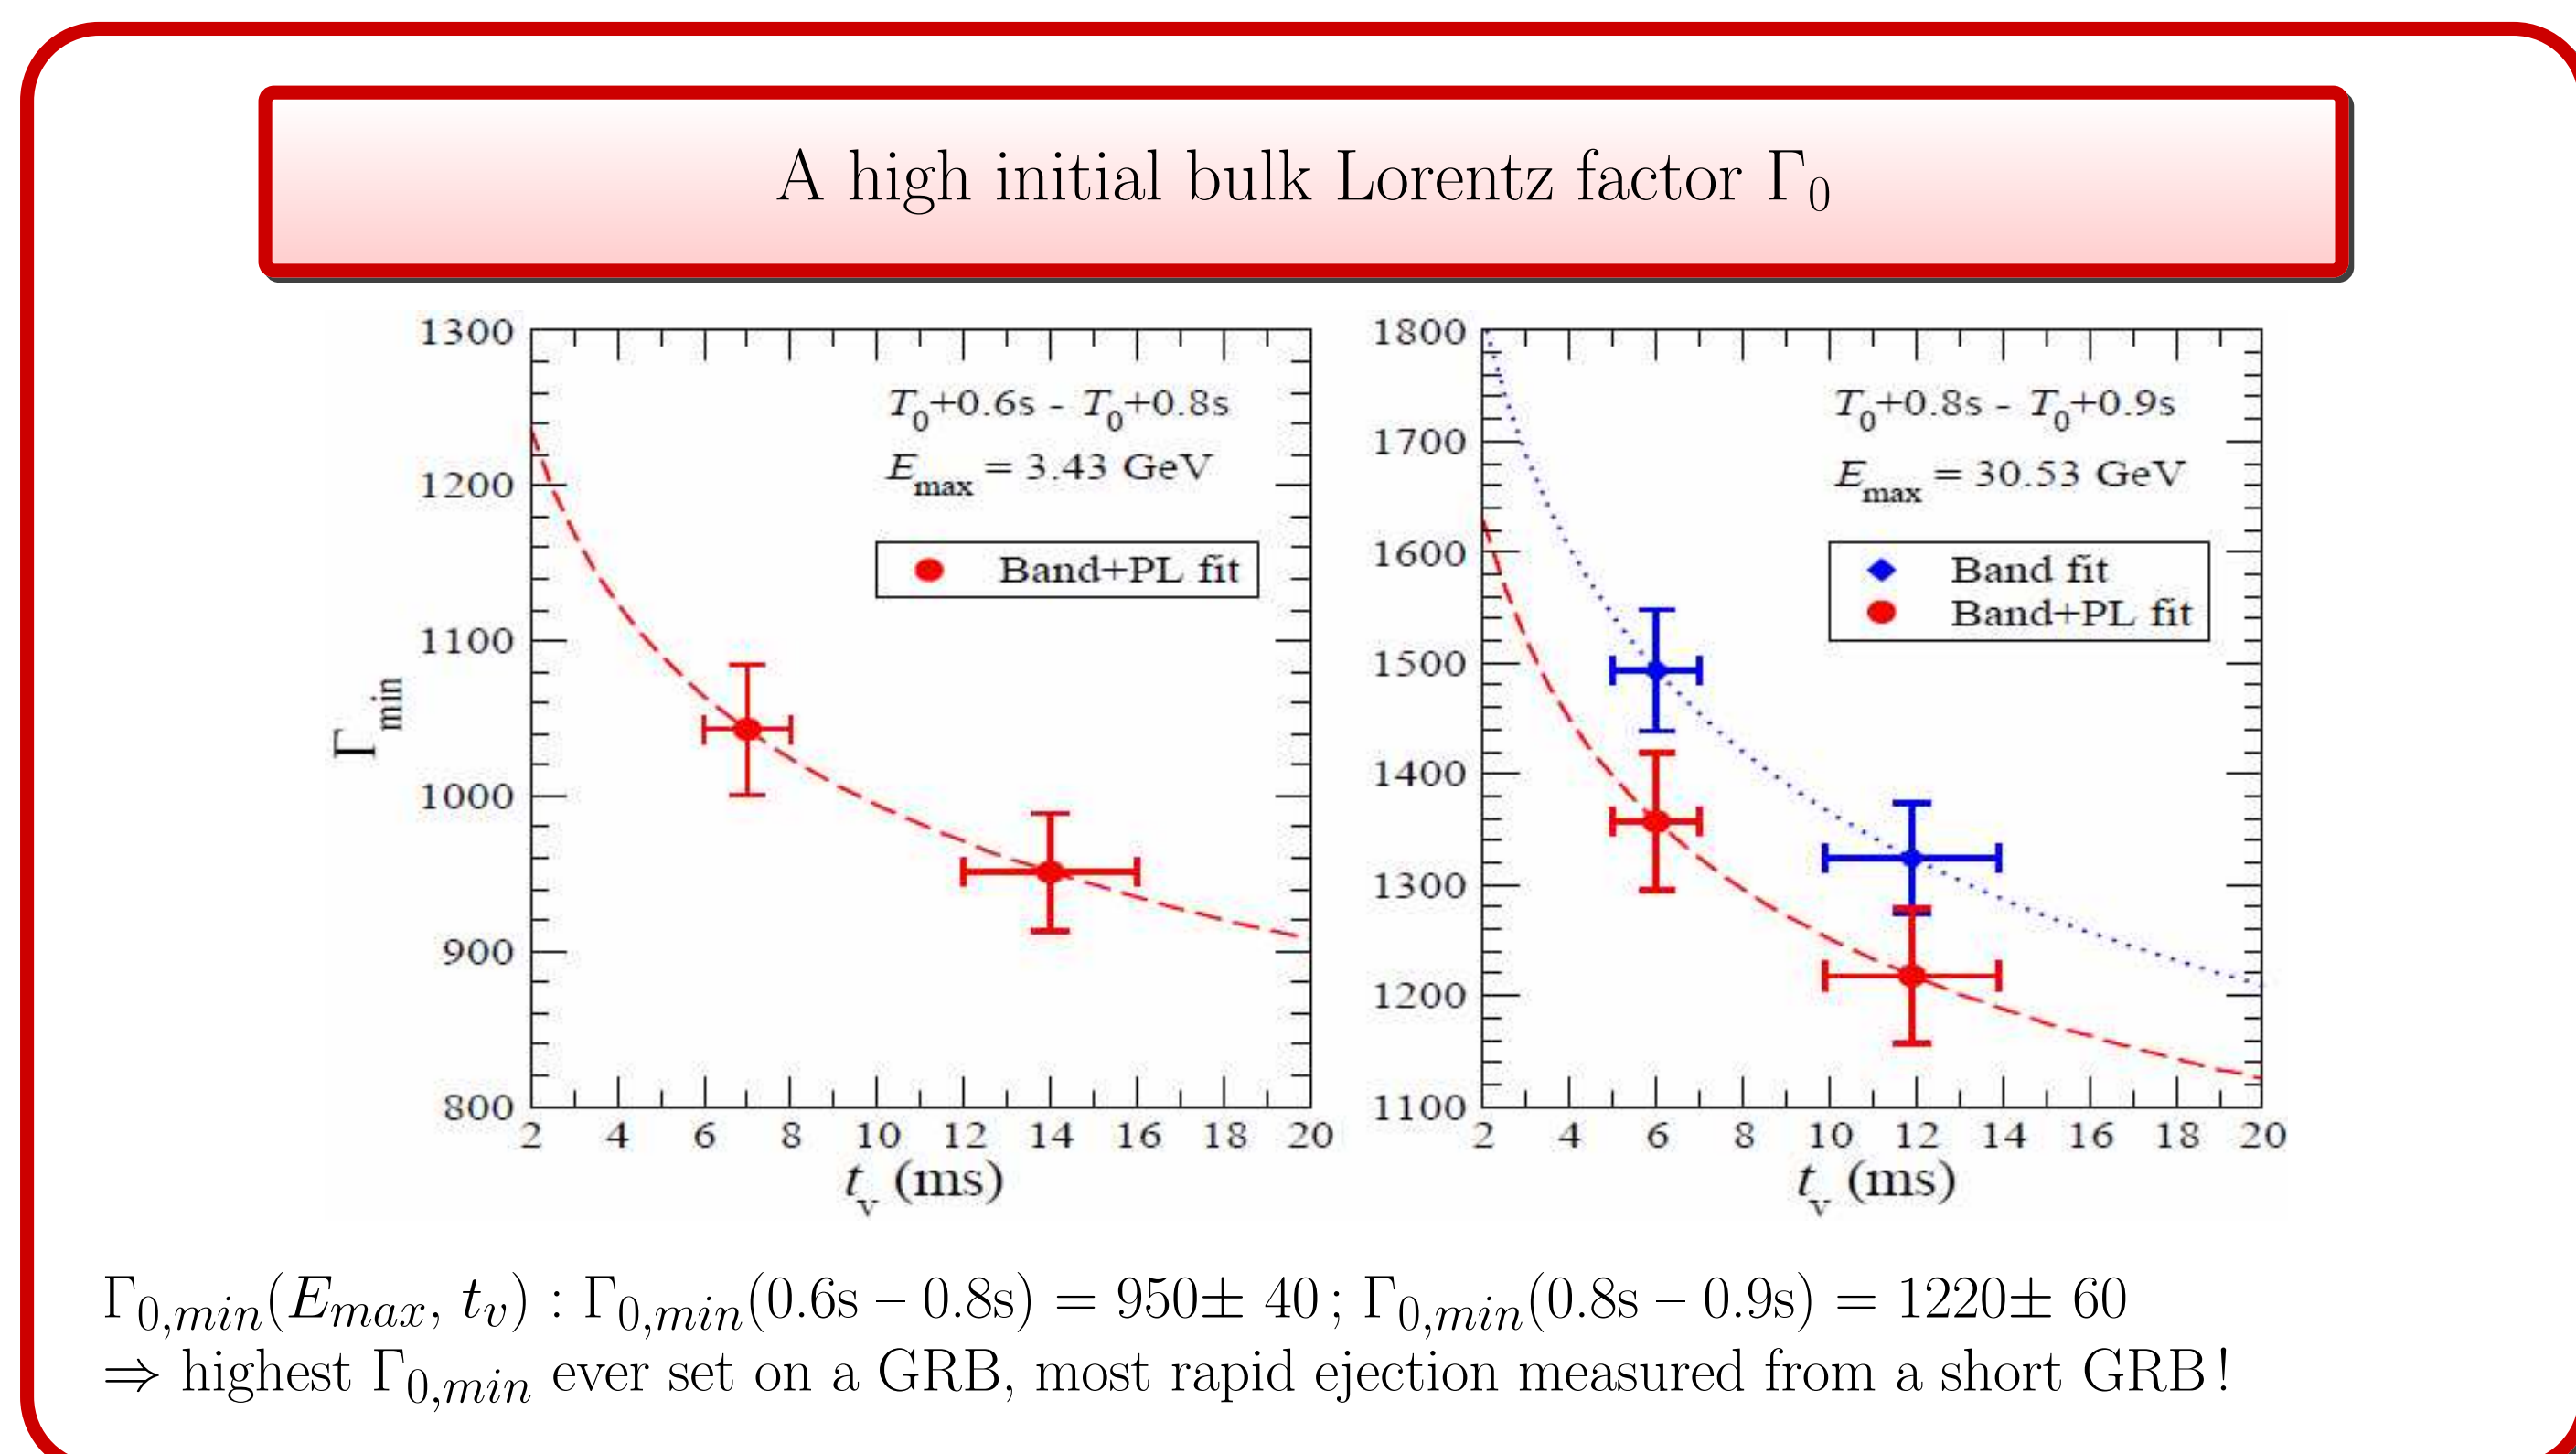 A high initial bulk Lorentz factor Γ0
1300
1200
1100
1000
900
800
Γmin
T0+0.6s - T0+0.8s
Emax = 3.43 GeV
Band+PL fit
2 4 6 8 10 12 14 16 18 20
tv (ms)
1800
1700
1600
1500
1400
1300
1200
1100
T0+0.8s - T0+0.9s
Emax = 30.53 GeV
Band fit
Band+PL fit
2 4 6 8 10 12 14 16 18 20
tv (ms)
Γ0,min(Emax, tv) : Γ0,min(0.6s – 0.8s) = 950± 40 ; Γ0,min(0.8s – 0.9s) = 1220± 60
⇒ highest Γ0,min ever set on a GRB, most rapid ejection measured from a short GRB !